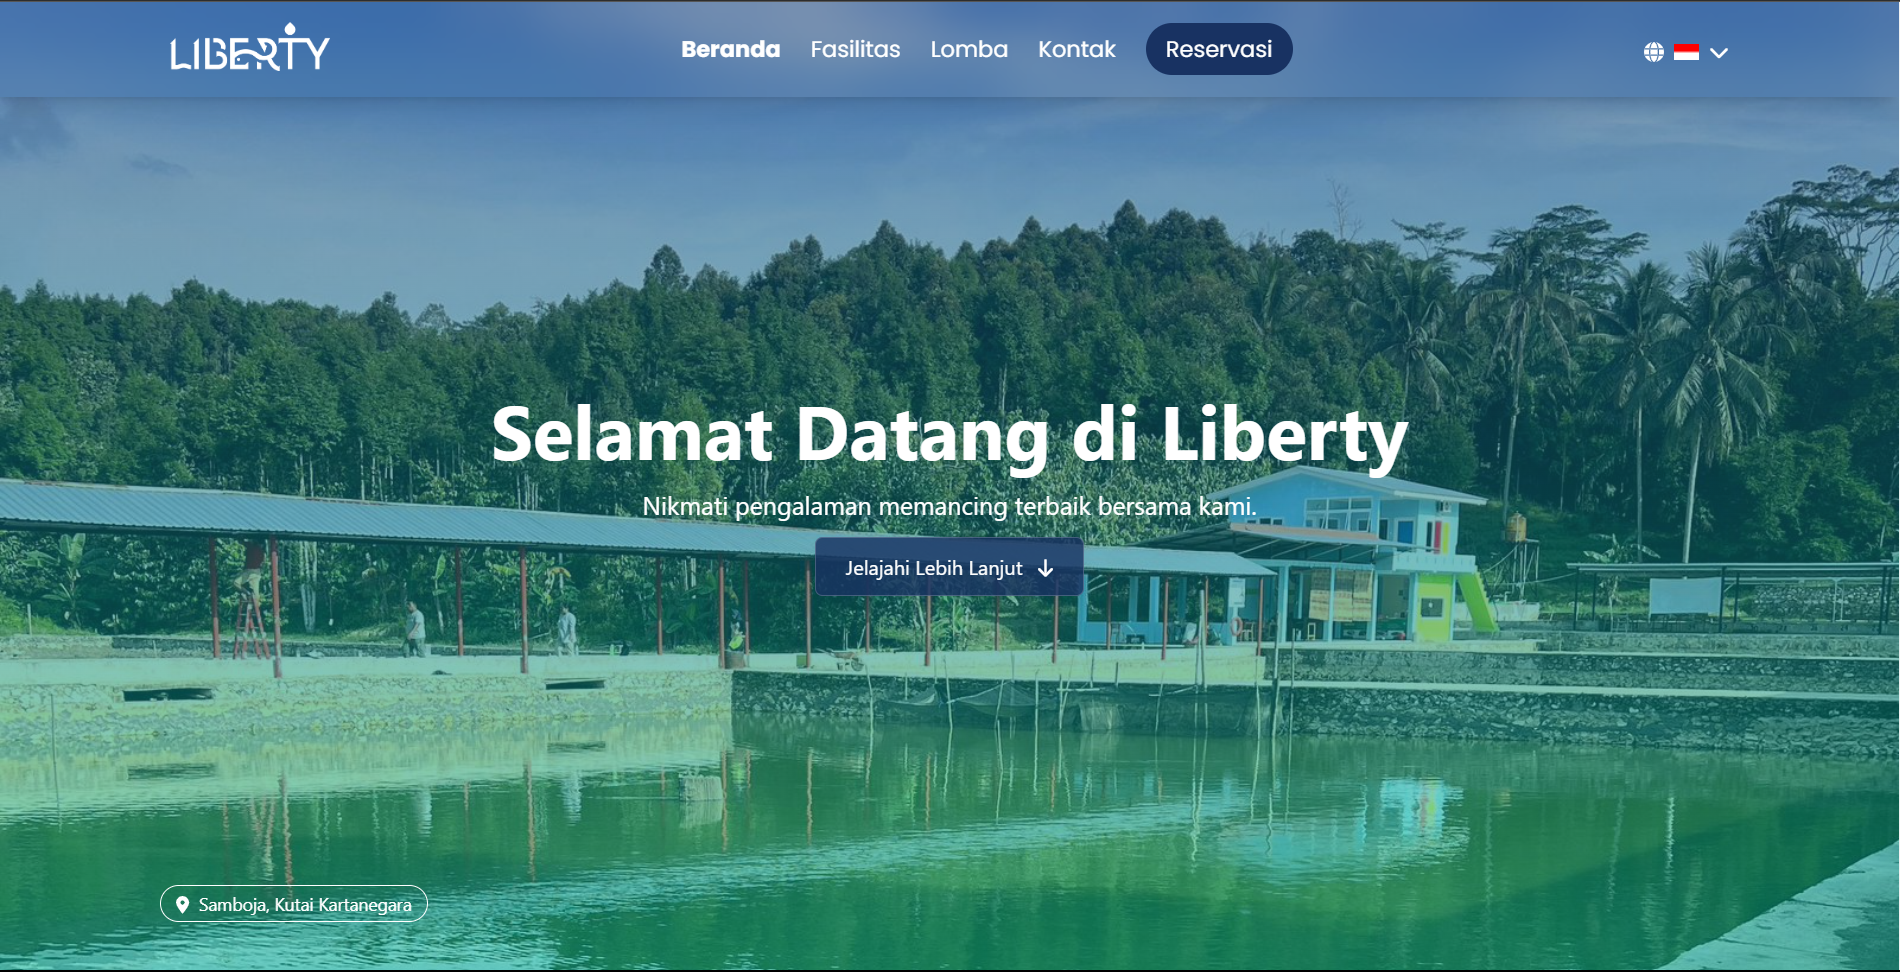 LIBERTY
Beranda Fasilitas Lomba Kontak Reservasi
Selamat Datang di Liberty
Nikmati pengalaman memancing terbaik bersama kami.
Jelajahi Lebih Lanjut
Samboja, Kutai Kartanegara